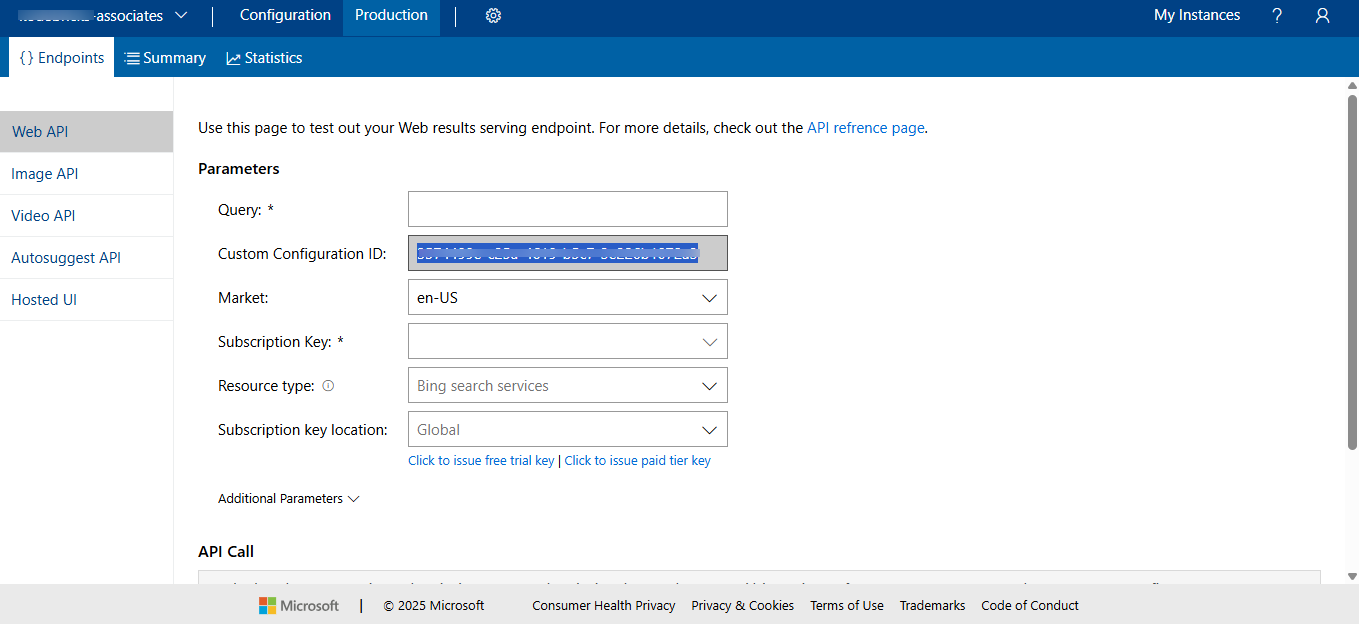 -associates
Configuration
Production
My Instances
?
{} Endpoints
Summary
Statistics
Web API
Image API
Video API
Autosuggest API
Hosted UI
Use this page to test out your Web results serving endpoint. For more details, check out the API refrence page.
Parameters
Query: *
Custom Configuration ID:
Market:
en-US
Subscription Key: *
Resource type:
Bing search services
Subscription key location:
Global
Click to issue free trial key | Click to issue paid tier key
Additional Parameters
API Call
Microsoft | © 2025 Microsoft Consumer Health Privacy Privacy & Cookies Terms of Use Trademarks Code of Conduct